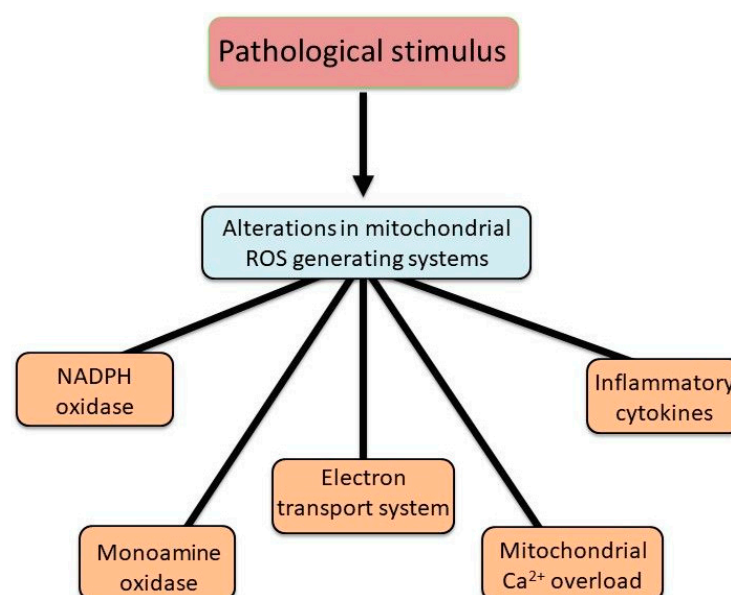 Pathological stimulus
Alterations in mitochondrial
ROS generating systems
NADPH
oxidase
Inflammatory
cytokines
Electron
transport system
Monoamine
oxidase
Mitochondrial
Ca²⁺ overload